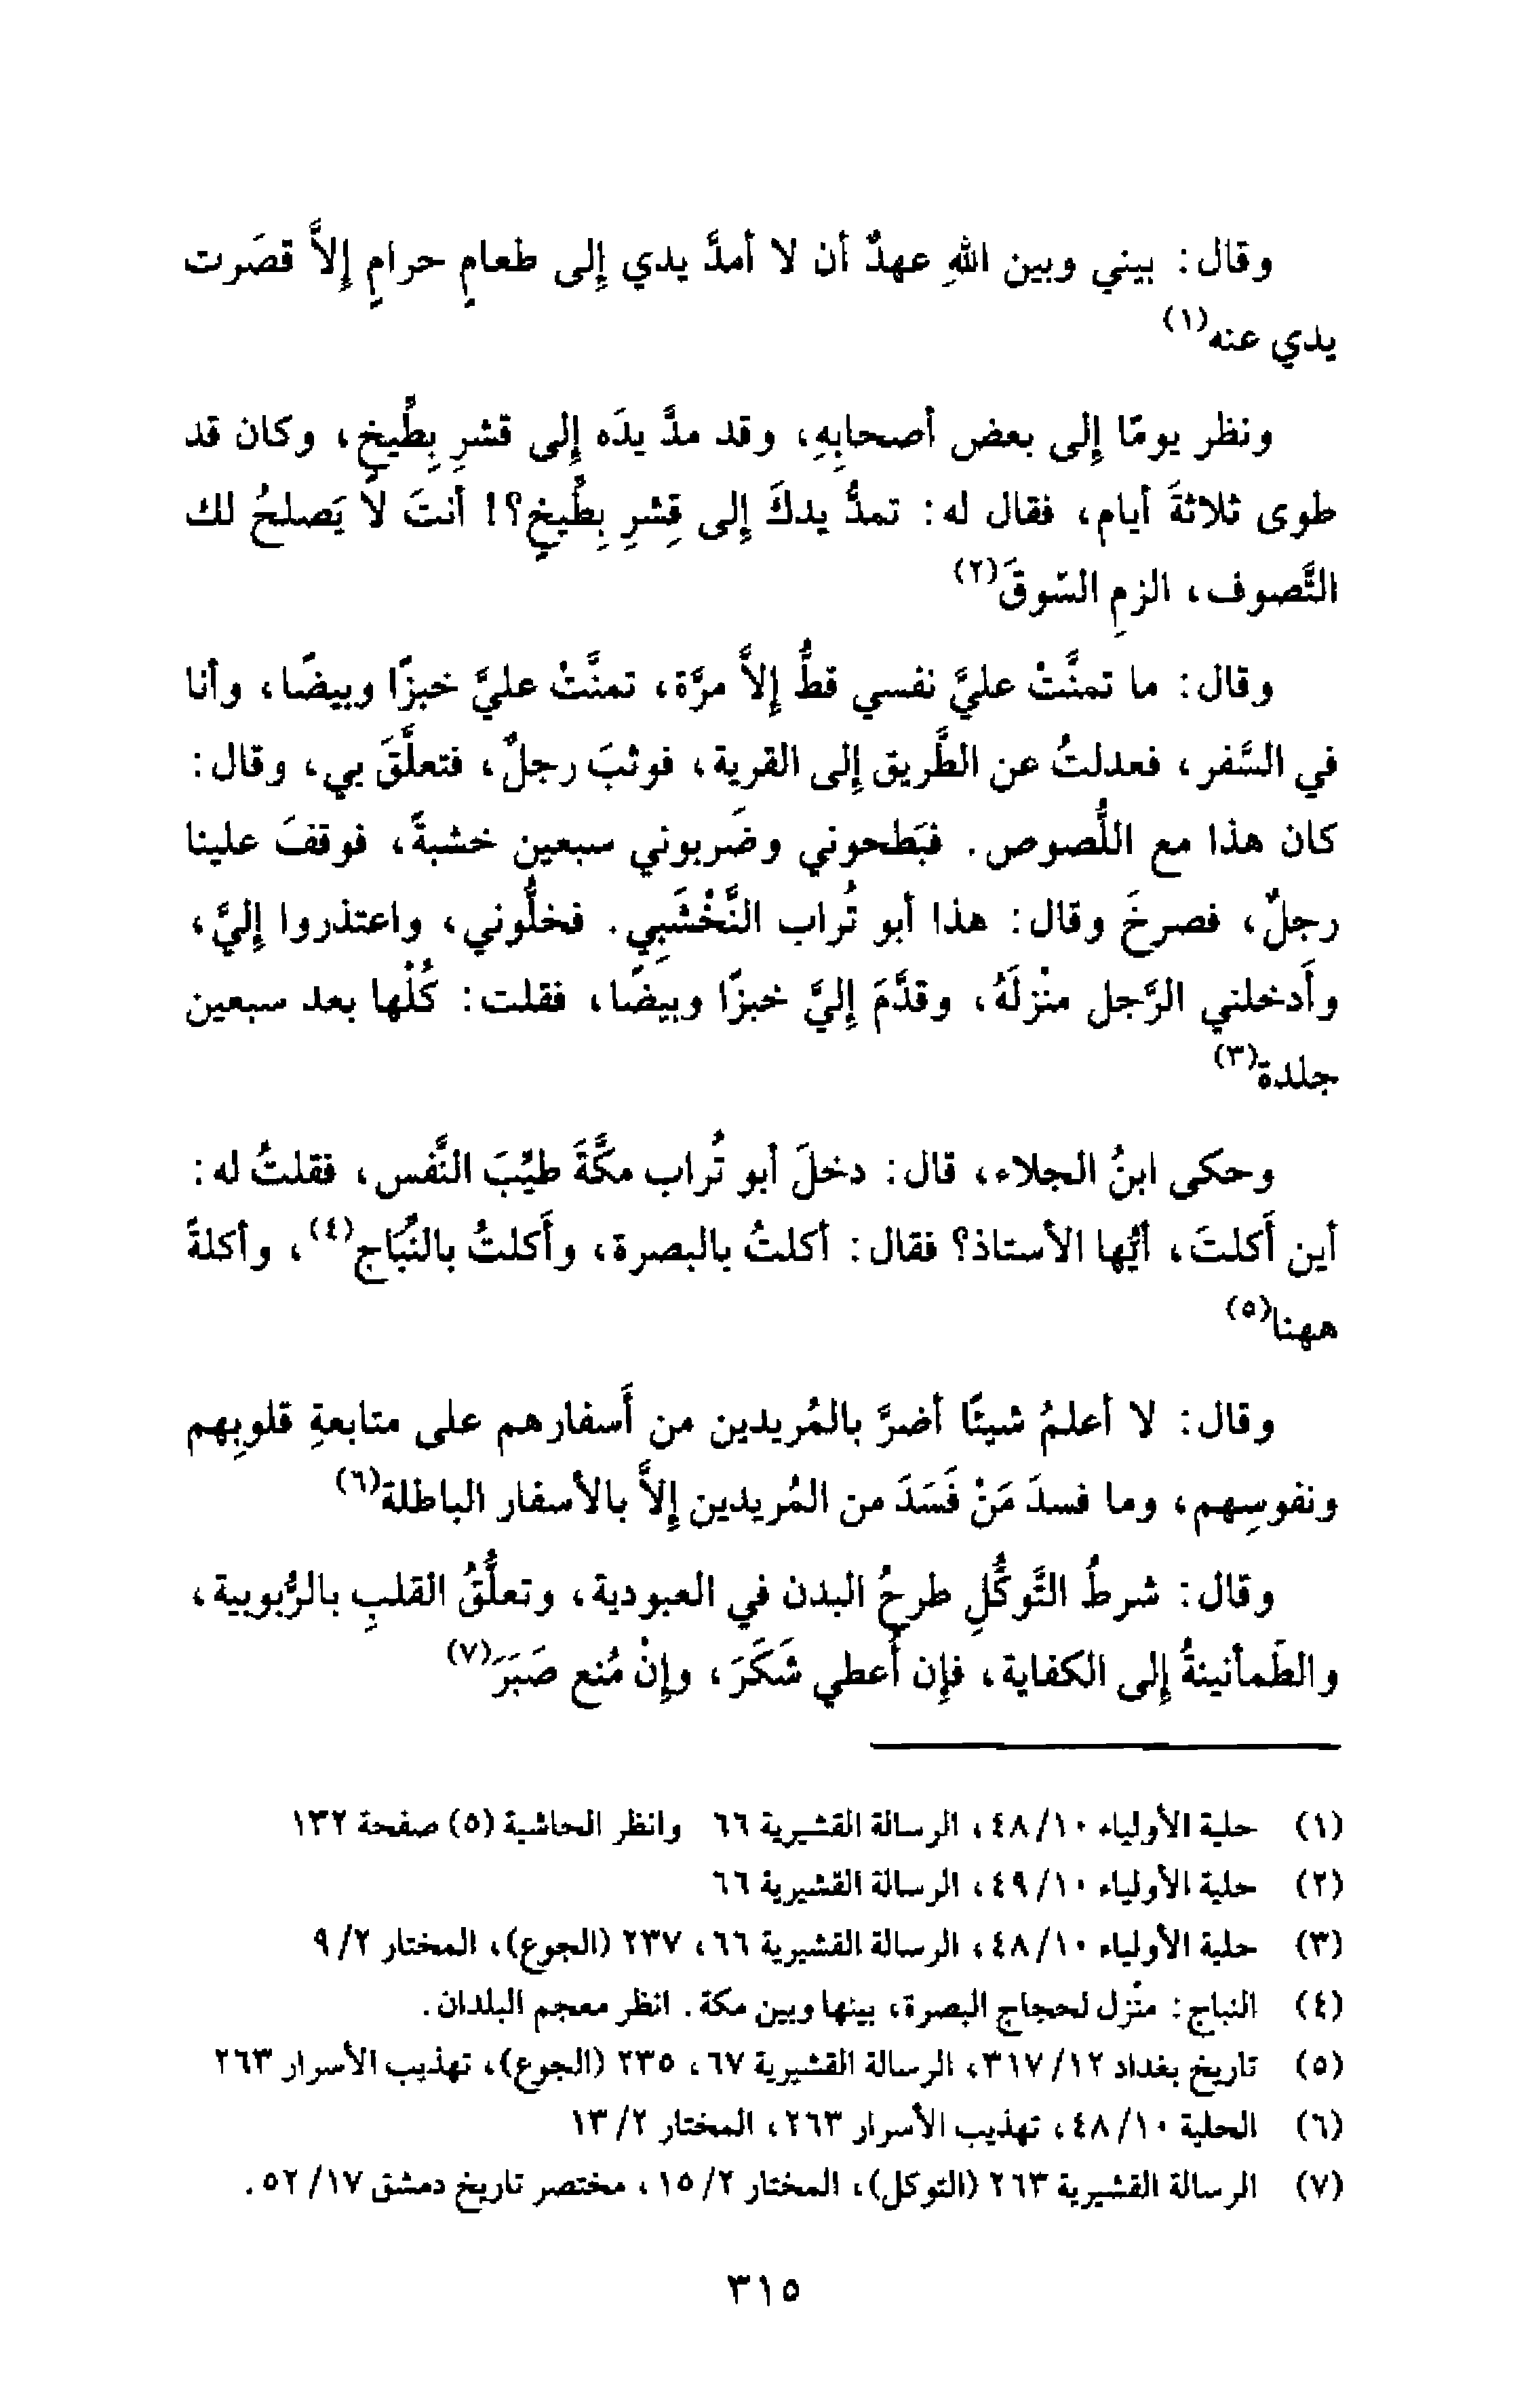 وقال: بيني وبين اللهِ عهدٌ أن لا أمدَّ يدي إلى طعامٍ حرامٍ إلاَّ قصَرت
يدي عنه(١)
ونظر يومًا إلى بعض أصحابِهِ، وقد مدَّ يدَه إلى قشرِ بِطِّيخٍ، وكان قد
طوى ثلاثةَ أيام، فقال له: تمدُّ يدكَ إلى قِشرِ بِطِّيخٍ؟! أنتَ لا يَصلحُ لك
التَّصوف، الزمِ السّوقَ(٢)
وقال: ما تمنَّتْ عليَّ نفسي قطُّ إلاَّ مرَّة، تمنَّتْ عليَّ خبزًا وبيضًا، وأنا
في السَّفر، فعدلتُ عن الطَّريق إلى القرية، فوثبَ رجلٌ، فتعلَّقَ بي، وقال:
كان هذا مع اللُّصوص. فبَطحوني وضَربوني سبعين خشبةً، فوقفَ علينا
رجلٌ، فصرخَ وقال: هذا أبو تُراب النَّخْشَبِي. فخلُّوني، واعتذروا إليَّ،
وأَدخلني الرَّجل منْزلَهُ، وقدَّمَ إليَّ خبزًا وبيضًا، فقلت: كُلْها بعد سبعين
جلدة(٣)
وحكى ابنُ الجلاء، قال: دخلَ أبو تُراب مكَّةَ طيِّبَ النَّفس، فقلتُ له:
أين أَكلتَ، أيُّها الأستاذ؟ فقال: أكلتُ بالبصرة، وأَكلتُ بالنِّبَاج(٤)، وأكلةً
ههنا(٥)
وقال: لا أعلمُ شيئًا أضرَّ بالمُريدين من أَسفارهم على متابعةِ قلوبِهم
ونفوسِهم، وما فسدَ مَنْ فَسَدَ من المُريدين إلاَّ بالأسفار الباطلة(٦)
وقال: شرطُ التَّوكُّلِ طرحُ البدن في العبودية، وتعلُّقُ القلبِ بالرُّبوبية،
والطَمأنينةُ إلى الكفاية، فإن أُعطي شَكَرَ، وإنْ مُنع صَبَرَ(٧)
(١) حلية الأولياء ٤٨/١٠، الرسالة القشيرية ٦٦ وانظر الحاشية (٥) صفحة ١٣٢
(٢) حلية الأولياء ٤٩/١٠، الرسالة القشيرية ٦٦
(٣) حلية الأولياء ٤٨/١٠، الرسالة القشيرية ٦٦، ٢٣٧ (الجوع)، المختار ٩/٢
(٤) النباج: منْزل لحجاج البصرة، بينها وبين مكة. انظر معجم البلدان.
(٥) تاريخ بغداد ٣١٧/١٢، الرسالة القشيرية ٦٧، ٢٣٥ (الجوع)، تهذيب الأسرار ٢٦٣
(٦) الحلية ٤٨/١٠، تهذيب الأسرار ٢٦٣، المختار ١٣/٢
(٧) الرسالة القشيرية ٢٦٣ (التوكل)، المختار ١٥/٢، مختصر تاريخ دمشق ٥٢/١٧.
٣١٥